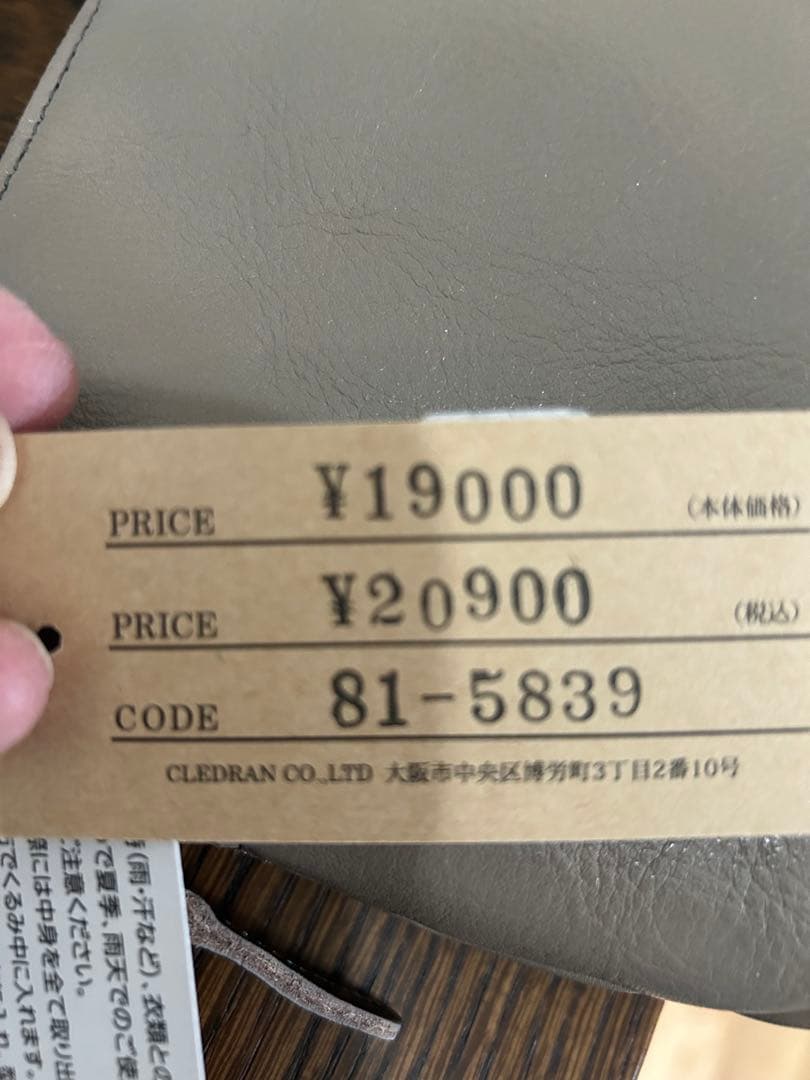 PRICE ¥19000 (本体価格)
PRICE ¥20900 (税込)
CODE 81-5839
CLEDRAN CO.,LTD 大阪市中央区博労町3丁目2番10号
(雨・汗など)、衣類との
で夏季、雨天でのご使
ご注意ください。
には中身を全て取り出
でくるみ中に入れます。